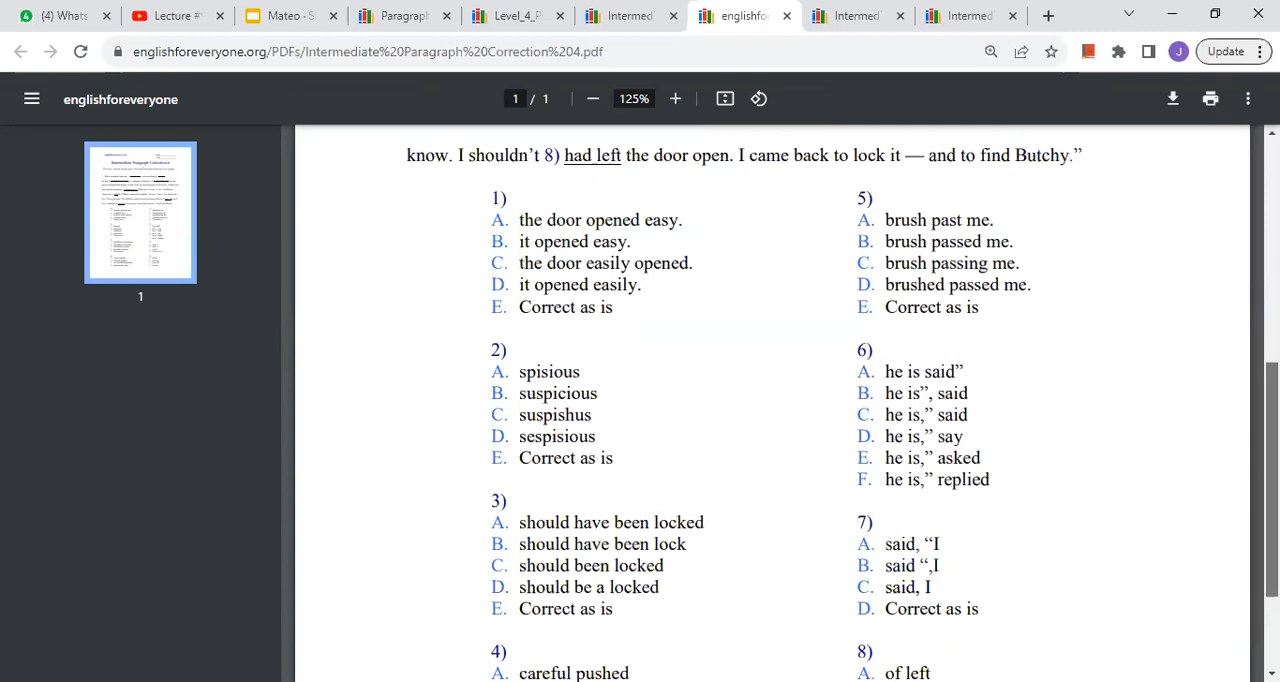 (4) Whats
Lecture #
Mateo - S
Paragraph
Level_4_P
Intermed
englishfo
Intermed
Intermed
englishforeveryone.org/PDFs/Intermediate%20Paragraph%20Correction%204.pdf
J
Update
englishforeveryone
1 / 1
125%
1
know. I shouldn’t 8) had left the door open. I came back to lock it — and to find Butchy.”
1)
A. the door opened easy.
B. it opened easy.
C. the door easily opened.
D. it opened easily.
E. Correct as is
2)
A. spisious
B. suspicious
C. suspishus
D. sespisious
E. Correct as is
3)
A. should have been locked
B. should have been lock
C. should been locked
D. should be a locked
E. Correct as is
4)
A. careful pushed
5)
A. brush past me.
B. brush passed me.
C. brush passing me.
D. brushed passed me.
E. Correct as is
6)
A. he is said”
B. he is”, said
C. he is,” said
D. he is,” say
E. he is,” asked
F. he is,” replied
7)
A. said, “I
B. said “,I
C. said, I
D. Correct as is
8)
A. of left